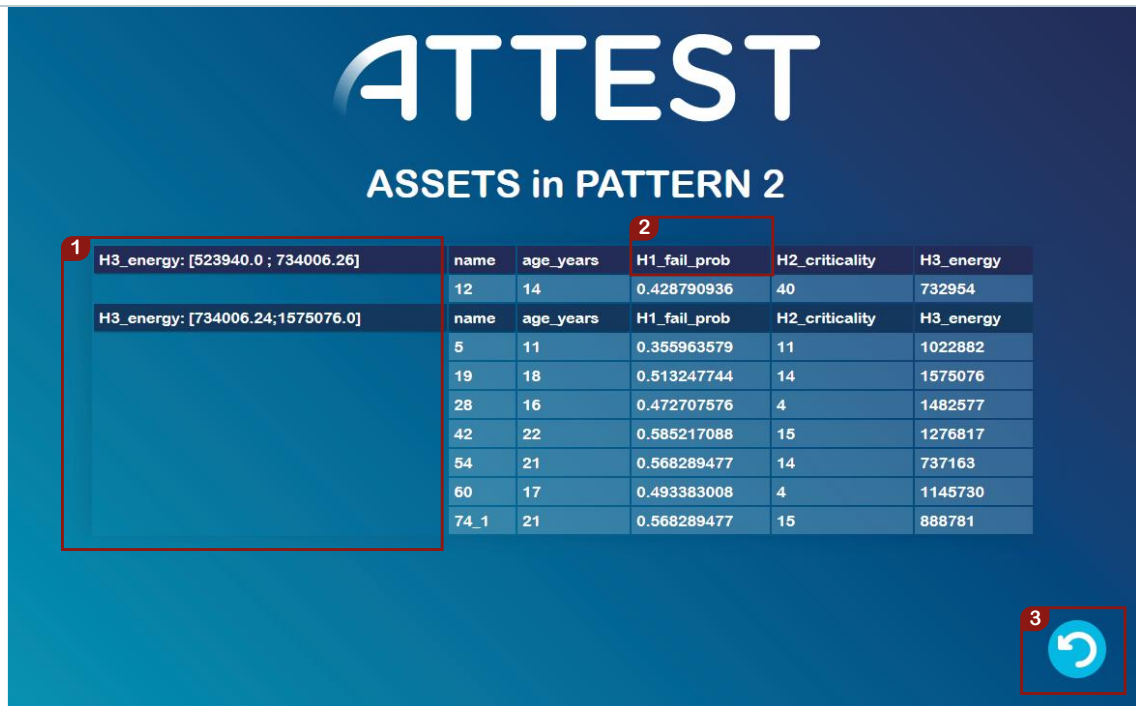 ATTEST
ASSETS in PATTERN 2
1
2
H3_energy: [523940.0 ; 734006.26] name age_years H1_fail_prob H2_criticality H3_energy
12 14 0.428790936 40 732954
H3_energy: [734006.24;1575076.0] name age_years H1_fail_prob H2_criticality H3_energy
5 11 0.355963579 11 1022882
19 18 0.513247744 14 1575076
28 16 0.472707576 4 1482577
42 22 0.585217088 15 1276817
54 21 0.568289477 14 737163
60 17 0.493383008 4 1145730
74_1 21 0.568289477 15 888781
3